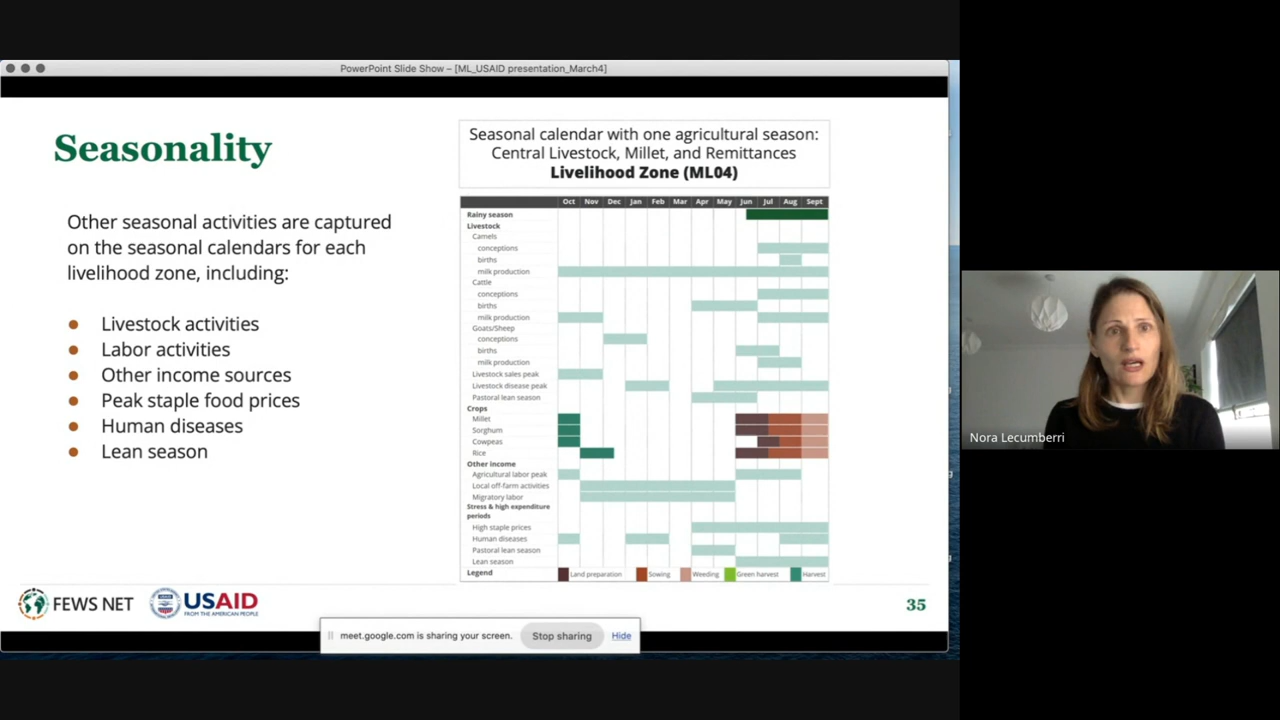 PowerPoint Slide Show – [ML_USAID presentation_March4]
Seasonality
Other seasonal activities are captured
on the seasonal calendars for each
livelihood zone, including:
Livestock activities
Labor activities
Other income sources
Peak staple food prices
Human diseases
Lean season
Seasonal calendar with one agricultural season:
Central Livestock, Millet, and Remittances
Livelihood Zone (ML04)
Oct Nov Dec Jan Feb Mar Apr May Jun Jul Aug Sept
Rainy season
Livestock
Camels
conceptions
births
milk production
Cattle
conceptions
births
milk production
Goats/Sheep
conceptions
births
milk production
Livestock sales peak
Livestock disease peak
Pastoral lean season
Crops
Millet
Sorghum
Cowpeas
Rice
Other income
Agricultural labor peak
Local off-farm activities
Migratory labor
Stress & high expenditure
periods
High staple prices
Human diseases
Pastoral lean season
Lean season
Legend Land preparation Sowing Weeding Green harvest Harvest
FEWS NET USAID
FROM THE AMERICAN PEOPLE
35
meet.google.com is sharing your screen. Stop sharing Hide
Nora Lecumberri